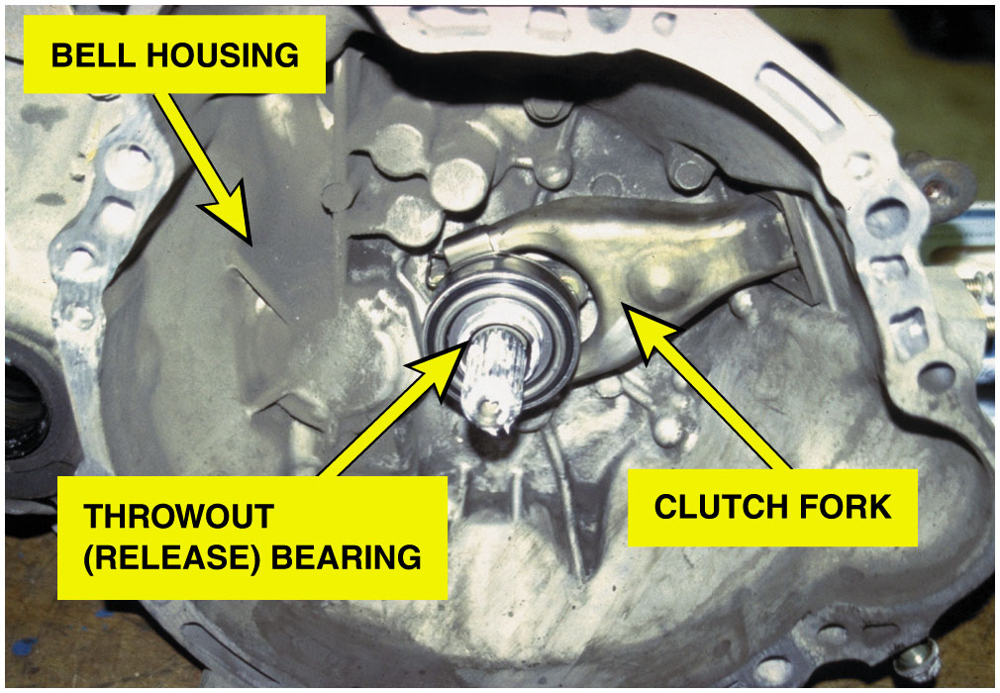 BELL HOUSING
THROWOUT
(RELEASE) BEARING
CLUTCH FORK